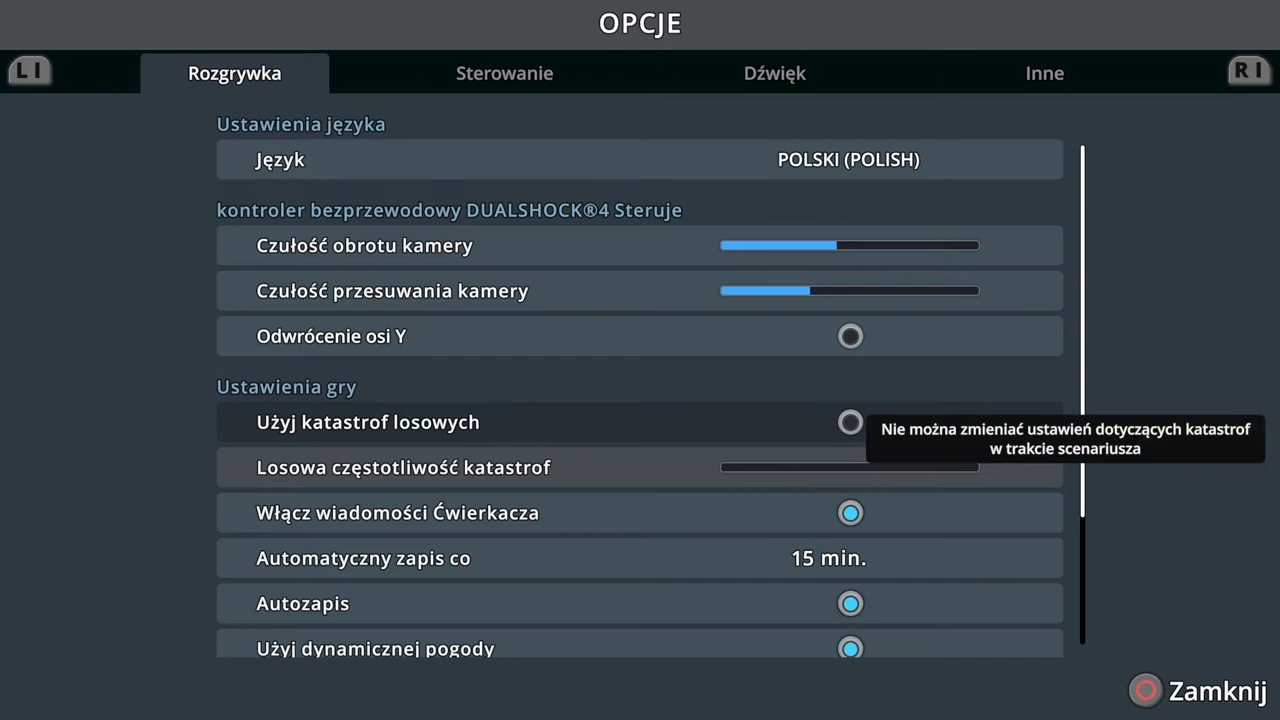 OPCJE
L1 Rozgrywka Sterowanie Dźwięk Inne R1
Ustawienia języka
Język POLSKI (POLISH)
kontroler bezprzewodowy DUALSHOCK®4 Steruje
Czułość obrotu kamery
Czułość przesuwania kamery
Odwrócenie osi Y
Ustawienia gry
Użyj katastrof losowych
Nie można zmieniać ustawień dotyczących katastrof
w trakcie scenariusza
Losowa częstotliwość katastrof
Włącz wiadomości Ćwierkacza
Automatyczny zapis co 15 min.
Autozapis
Użyj dynamicznej pogody
Zamknij